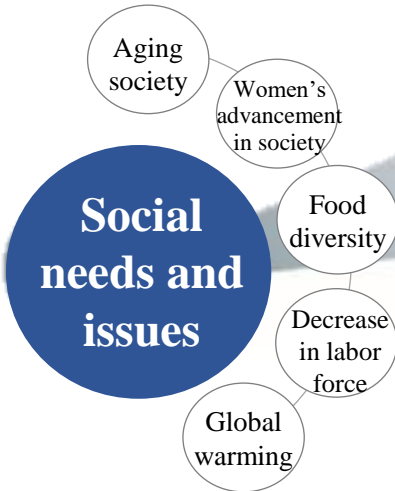 Aging
society
Women's
advancement
in society
Social
needs and
issues
Food
diversity
Decrease
in labor
force
Global
warming